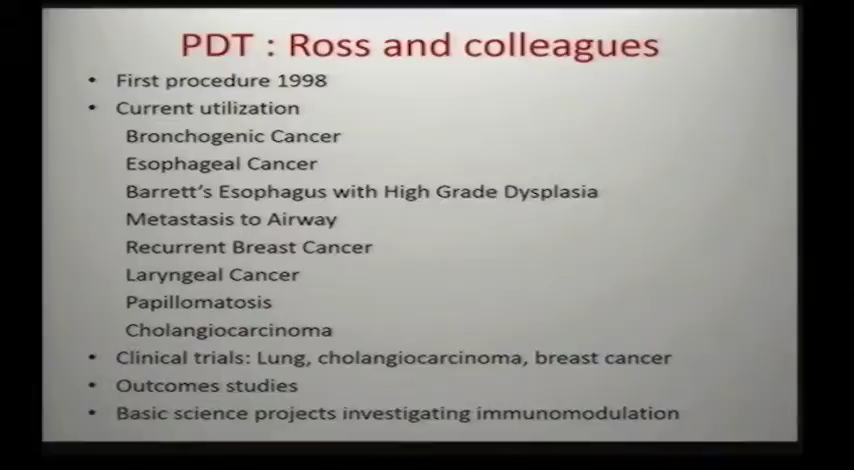 PDT : Ross and colleagues
• First procedure 1998
• Current utilization
Bronchogenic Cancer
Esophageal Cancer
Barrett's Esophagus with High Grade Dysplasia
Metastasis to Airway
Recurrent Breast Cancer
Laryngeal Cancer
Papillomatosis
Cholangiocarcinoma
• Clinical trials: Lung, cholangiocarcinoma, breast cancer
• Outcomes studies
• Basic science projects investigating immunomodulation